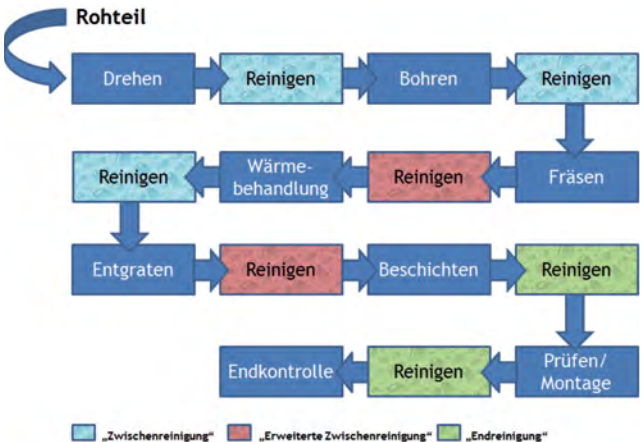 Rohteil
Drehen
Reinigen
Bohren
Reinigen
Fräsen
Reinigen
Wärme-
behandlung
Reinigen
Entgraten
Reinigen
Beschichten
Reinigen
Prüfen/
Montage
Reinigen
Endkontrolle
„Zwischenreinigung“
„Erweiterte Zwischenreinigung“
„Endreinigung“